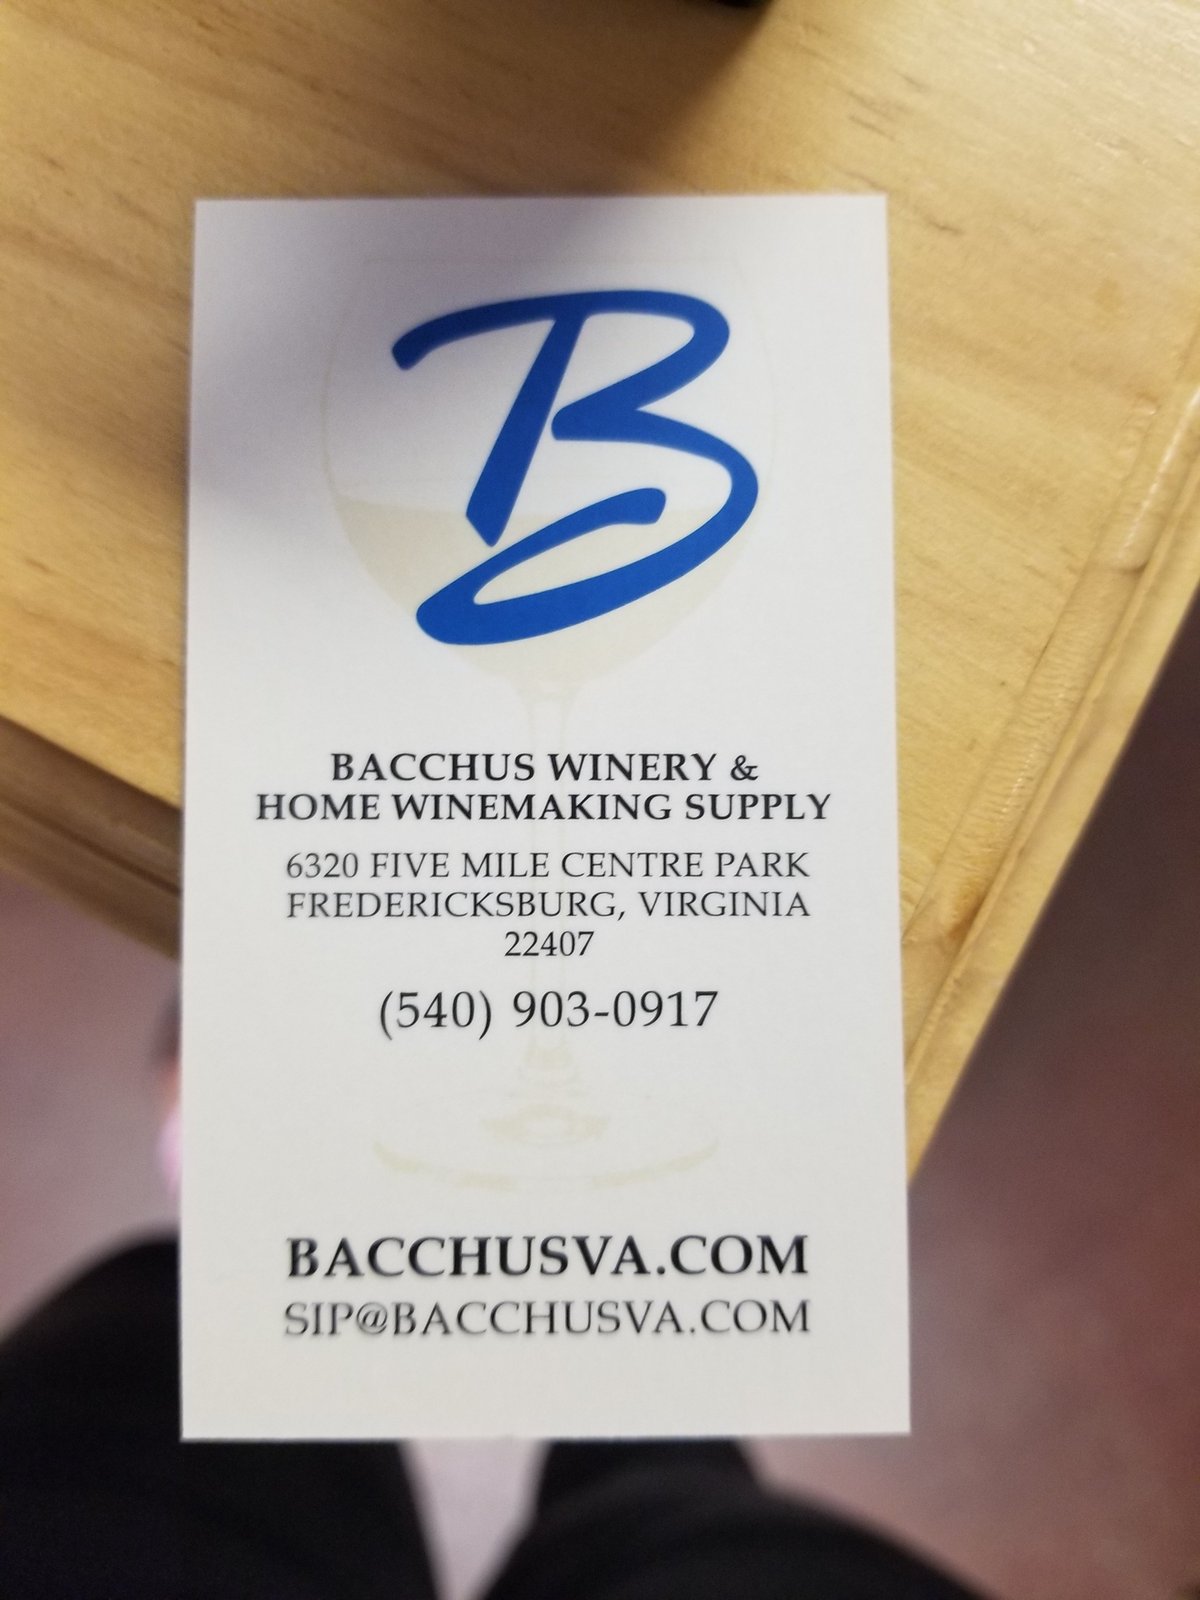 B
BACCHUS WINERY &
HOME WINEMAKING SUPPLY
6320 FIVE MILE CENTRE PARK
FREDERICKSBURG, VIRGINIA
22407
(540) 903-0917
BACCHUSVA.COM
SIP@BACCHUSVA.COM